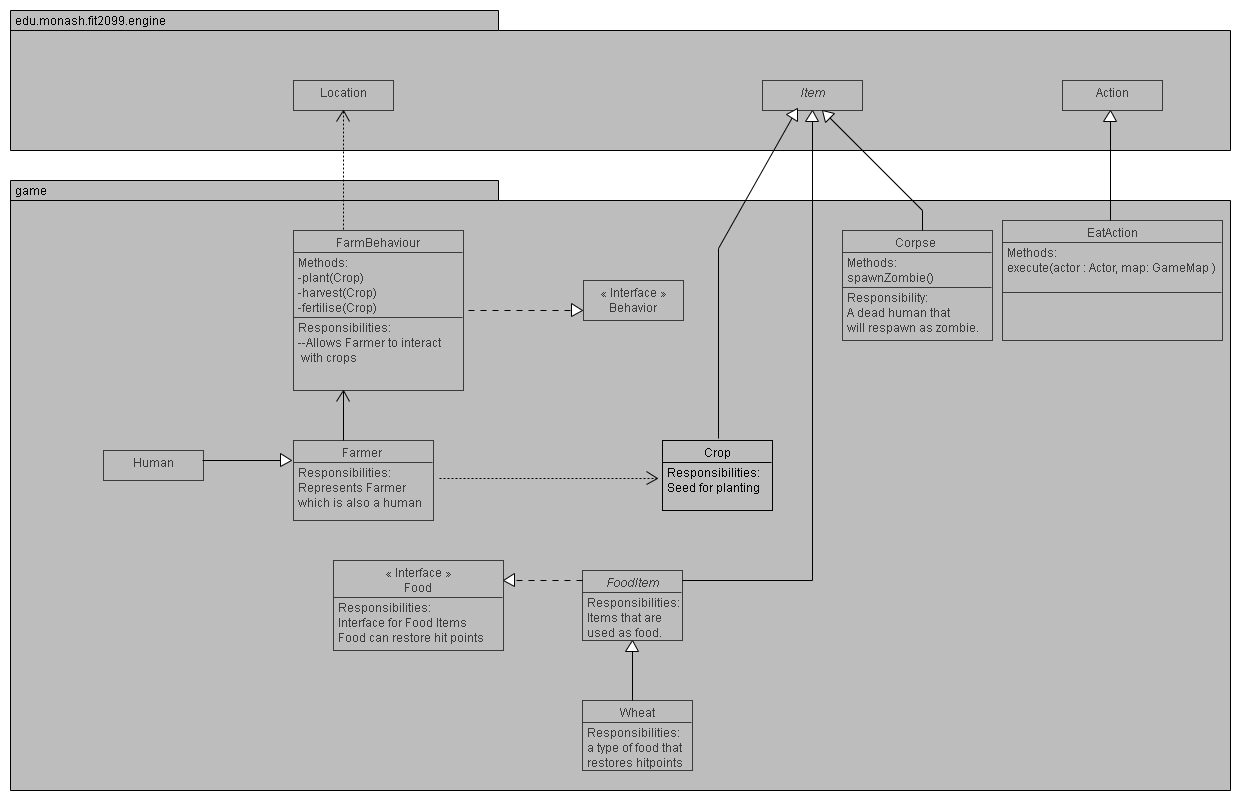 edu.monash.fit2099.engine
Location
Item
Action
game
FarmBehaviour
Methods:
-plant(Crop)
-harvest(Crop)
-fertilise(Crop)
Responsibilities:
--Allows Farmer to interact
with crops
« Interface »
Behavior
Corpse
Methods:
spawnZombie()
Responsibility:
A dead human that
will respawn as zombie.
EatAction
Methods:
execute(actor : Actor, map: GameMap )
Human
Farmer
Responsibilities:
Represents Farmer
which is also a human
Crop
Responsibilities:
Seed for planting
« Interface »
Food
Responsibilities:
Interface for Food Items
Food can restore hit points
FoodItem
Responsibilities:
Items that are
used as food.
Wheat
Responsibilities:
a type of food that
restores hitpoints